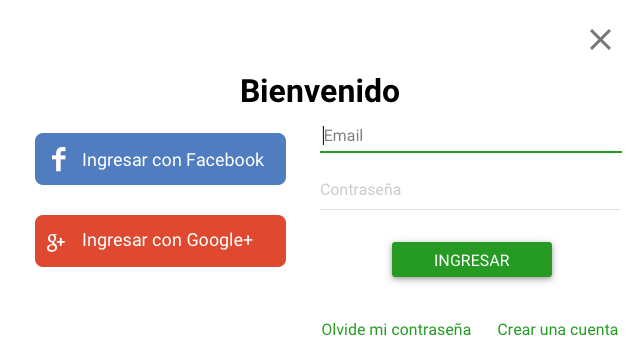 Bienvenido
Ingresar con Facebook
Ingresar con Google+
Email
Contraseña
INGRESAR
Olvide mi contraseña
Crear una cuenta